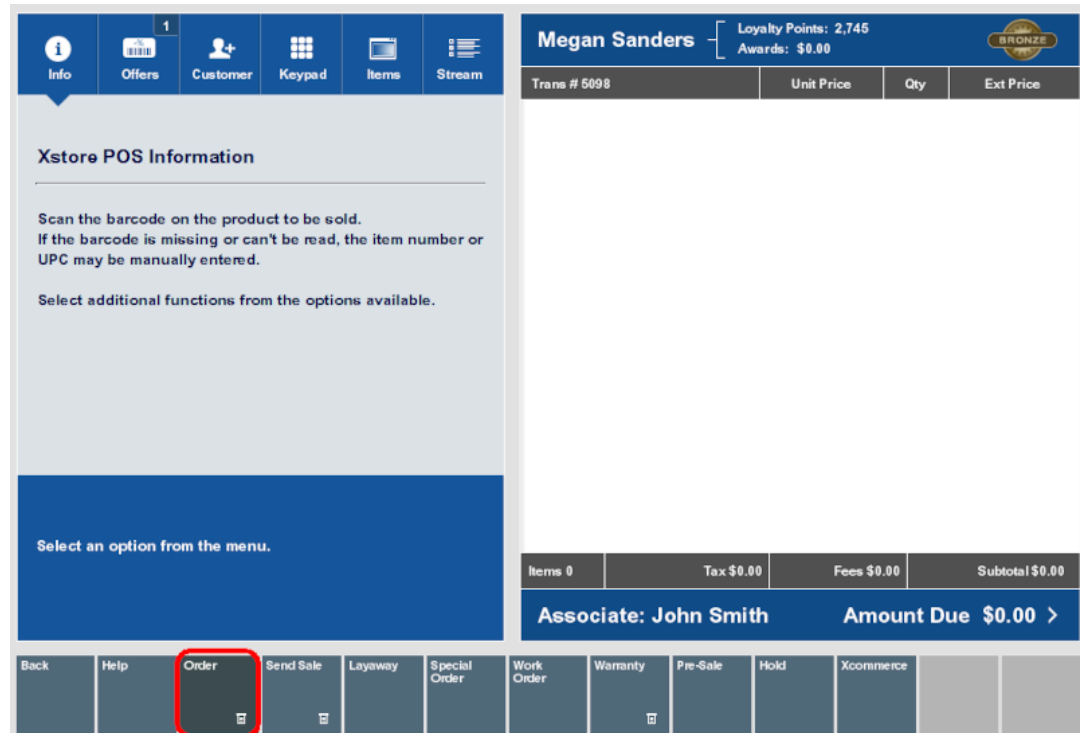 1
Info
Offers
Customer
Keypad
Items
Stream
Xstore POS Information
Scan the barcode on the product to be sold.
If the barcode is missing or can't be read, the item number or
UPC may be manually entered.
Select additional functions from the options available.
Select an option from the menu.
Megan Sanders
Loyalty Points: 2,745
Awards: $0.00
BRONZE
Trans # 5098
Unit Price
Qty
Ext Price
Items 0
Tax $0.00
Fees $0.00
Subtotal $0.00
Associate: John Smith
Amount Due $0.00 >
Back
Help
Order
Send Sale
Layaway
Special
Order
Work
Order
Warranty
Pre-Sale
Hold
Xcommerce